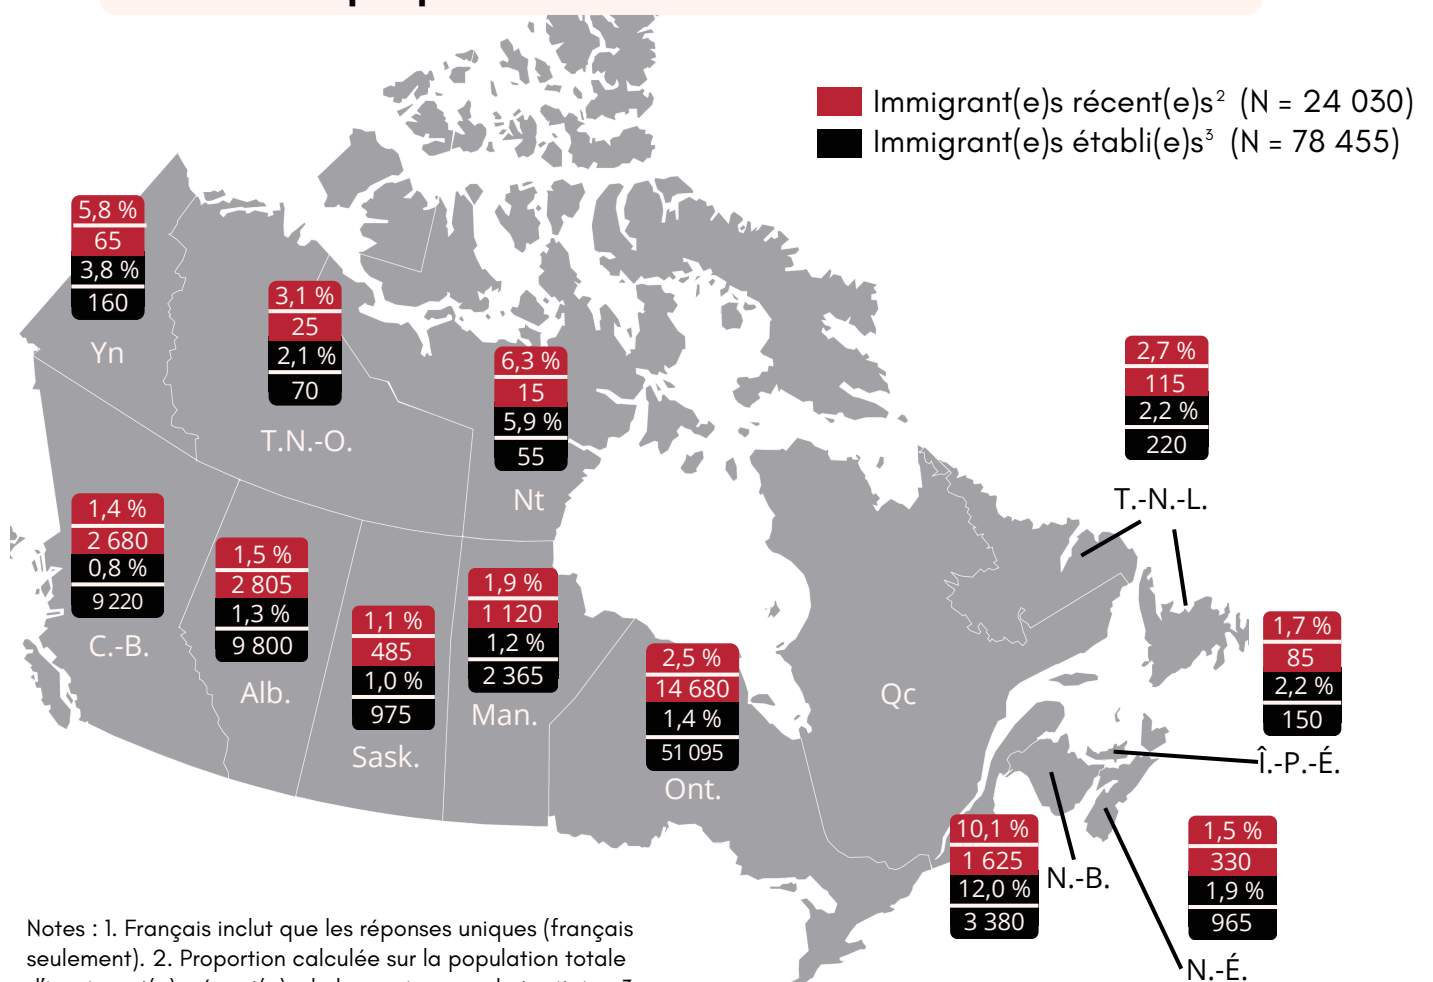 Immigrant(e)s récent(e)s² (N = 24 030)
Immigrant(e)s établi(e)s³ (N = 78 455)
5,8 %
65
3,8 %
160
Yn
3,1 %
25
2,1 %
70
T.N.-O.
6,3 %
15
5,9 %
55
Nt
2,7 %
115
2,2 %
220
T.-N.-L.
1,4 %
2 680
0,8 %
9 220
C.-B.
1,5 %
2 805
1,3 %
9 800
Alb.
1,1 %
485
1,0 %
975
Sask.
1,9 %
1 120
1,2 %
2 365
Man.
2,5 %
14 680
1,4 %
51 095
Ont.
Qc
1,7 %
85
2,2 %
150
Î.-P.-É.
10,1 %
1 625
12,0 %
3 380
N.-B.
1,5 %
330
1,9 %
965
N.-É.
Notes : 1. Français inclut que les réponses uniques (français
seulement). 2. Proportion calculée sur la population totale